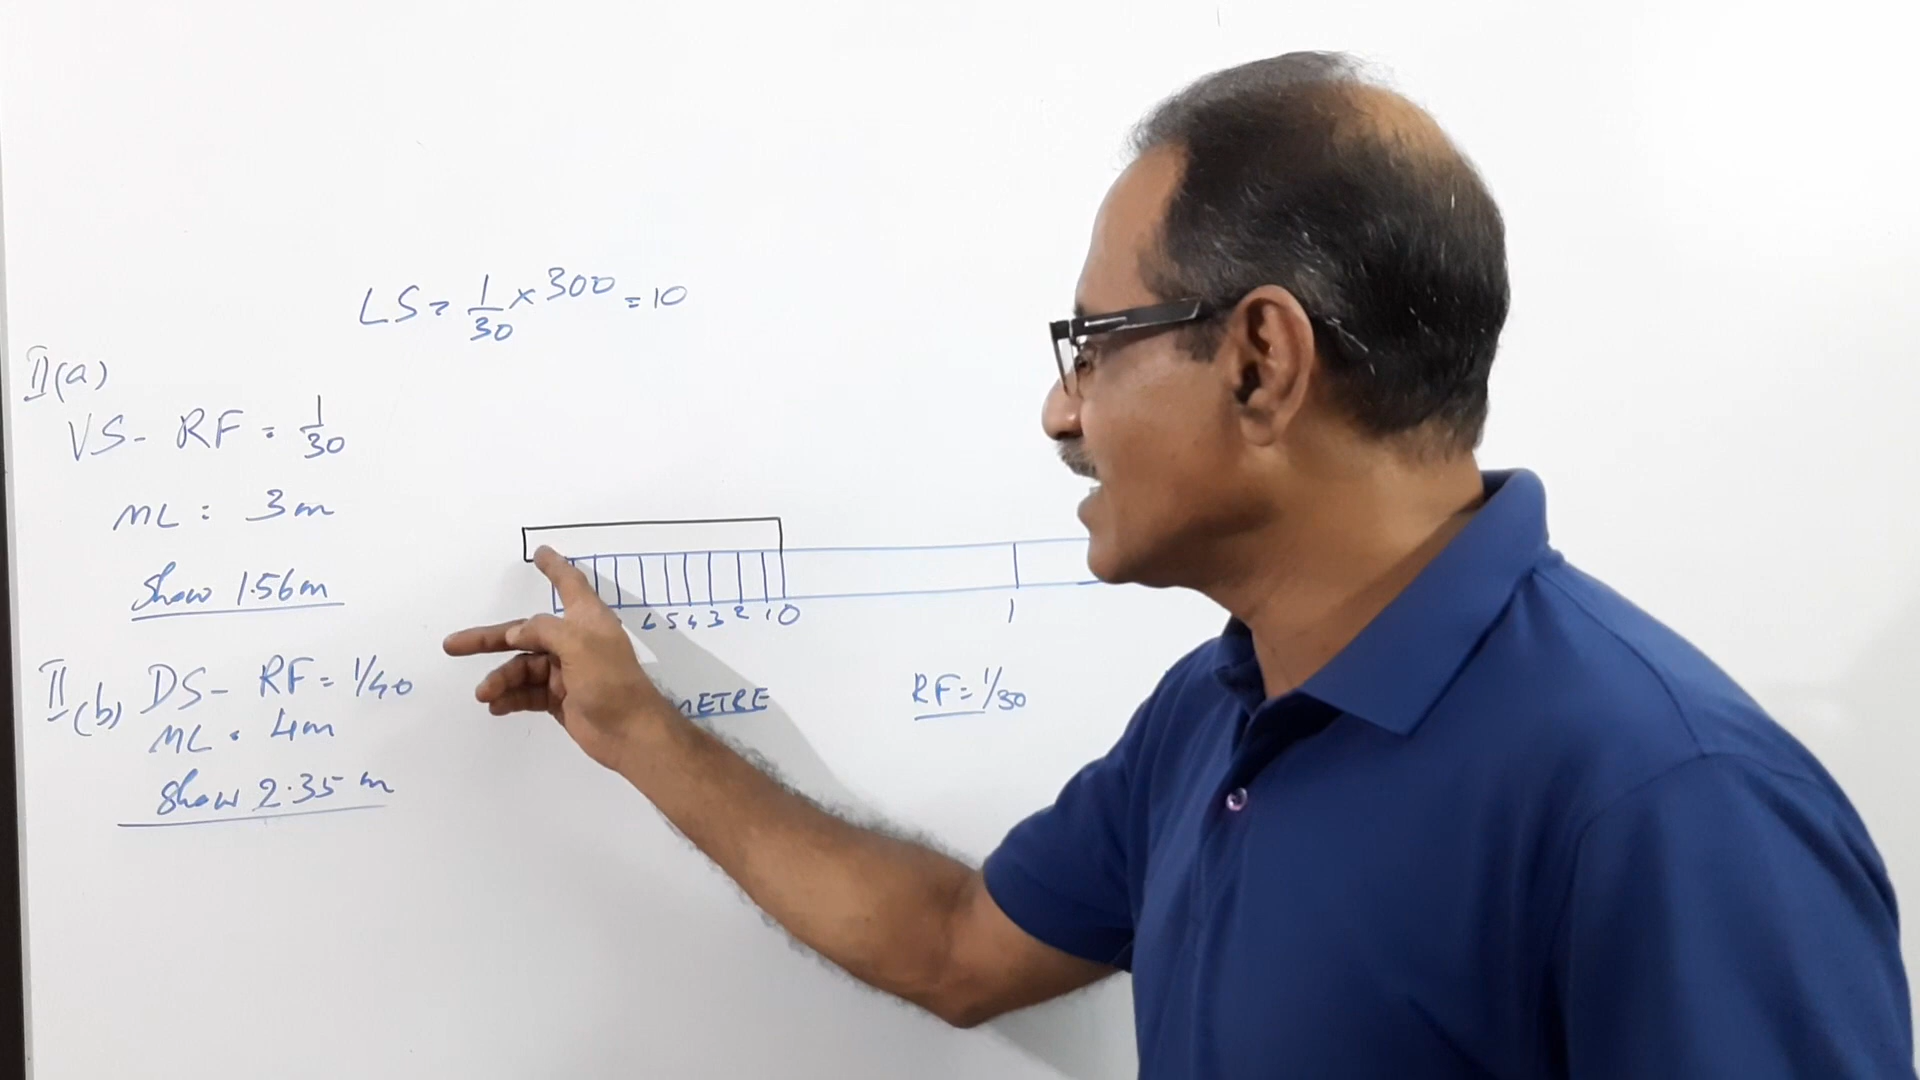 LS = 1/30 × 300 = 10
II(a)
VS - RF = 1/30
ML = 3m
Show 1.56m
II(b) DS - RF = 1/40
ML = 4m
Show 2.35 m
6 5 4 3 2 1 0
1
METRE
RF = 1/30